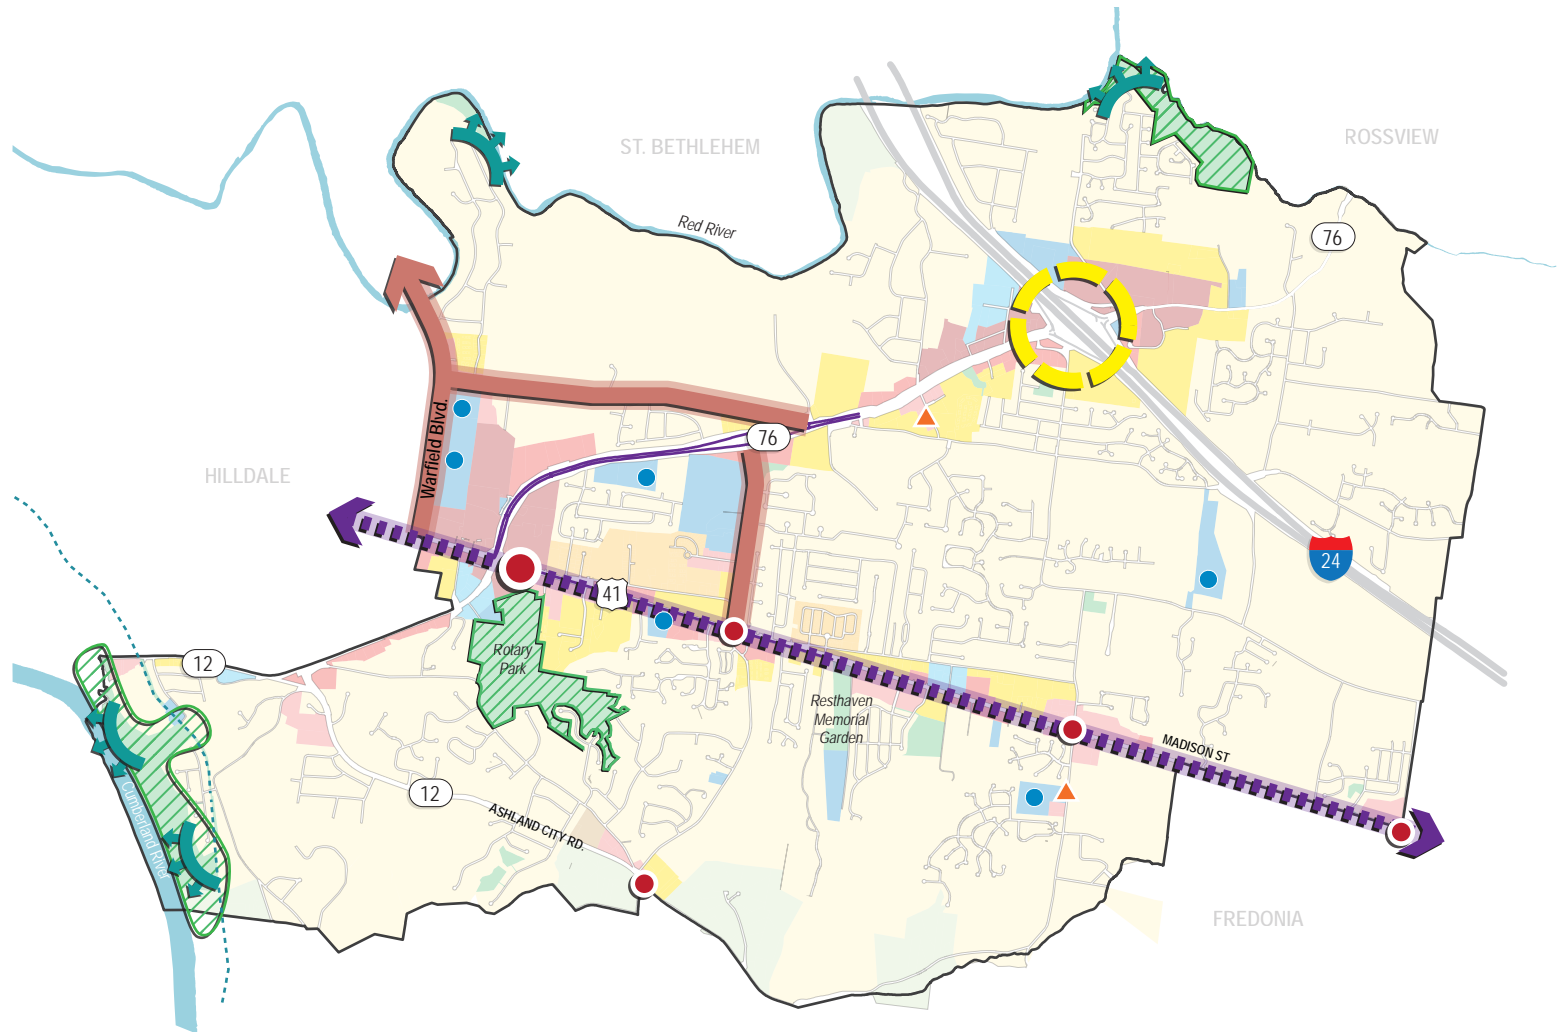 ST. BETHLEHEM
ROSSVIEW
Red River
76
Warfield Blvd.
76
HILLDALE
24
41
Rotary
Park
12
Resthaven
Memorial
Garden
MADISON ST
12
ASHLAND CITY RD.
Cumberland River
FREDONIA